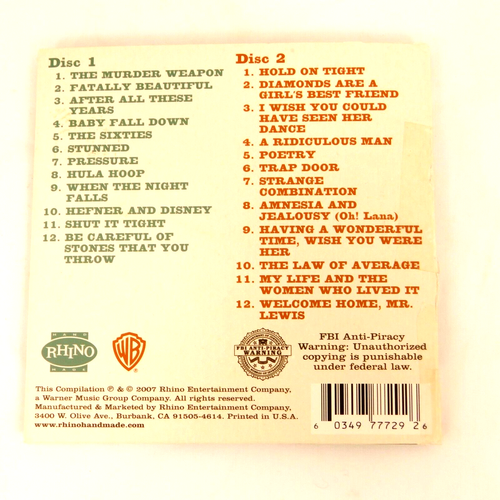 Disc 1
1. THE MURDER WEAPON
2. FATALLY BEAUTIFUL
3. AFTER ALL THESE
YEARS
4. BABY FALL DOWN
5. THE SIXTIES
6. STUNNED
7. PRESSURE
8. HULA HOOP
9. WHEN THE NIGHT
FALLS
10. HEFNER AND DISNEY
11. SHUT IT TIGHT
12. BE CAREFUL OF
STONES THAT YOU
THROW
Disc 2
1. HOLD ON TIGHT
2. DIAMONDS ARE A
GIRL'S BEST FRIEND
3. I WISH YOU COULD
HAVE SEEN HER
DANCE
4. A RIDICULOUS MAN
5. POETRY
6. TRAP DOOR
7. STRANGE
COMBINATION
8. AMNESIA AND
JEALOUSY (Oh! Lana)
9. HAVING A WONDERFUL
TIME, WISH YOU WERE
HER
10. THE LAW OF AVERAGE
11. MY LIFE AND THE
WOMEN WHO LIVED IT
12. WELCOME HOME, MR.
LEWIS
HAND
RHINO
MADE
WB
FBI ANTI-PIRACY
WARNING
FBI Anti-Piracy
Warning: Unauthorized
copying is punishable
under federal law.
This Compilation ℗ & © 2007 Rhino Entertainment Company,
a Warner Music Group Company. All rights reserved.
Manufactured & Marketed by Rhino Entertainment Company,
3400 W. Olive Ave., Burbank, CA 91505-4614. Printed in U.S.A.
www.rhinohandmade.com
6 0349 77729 26